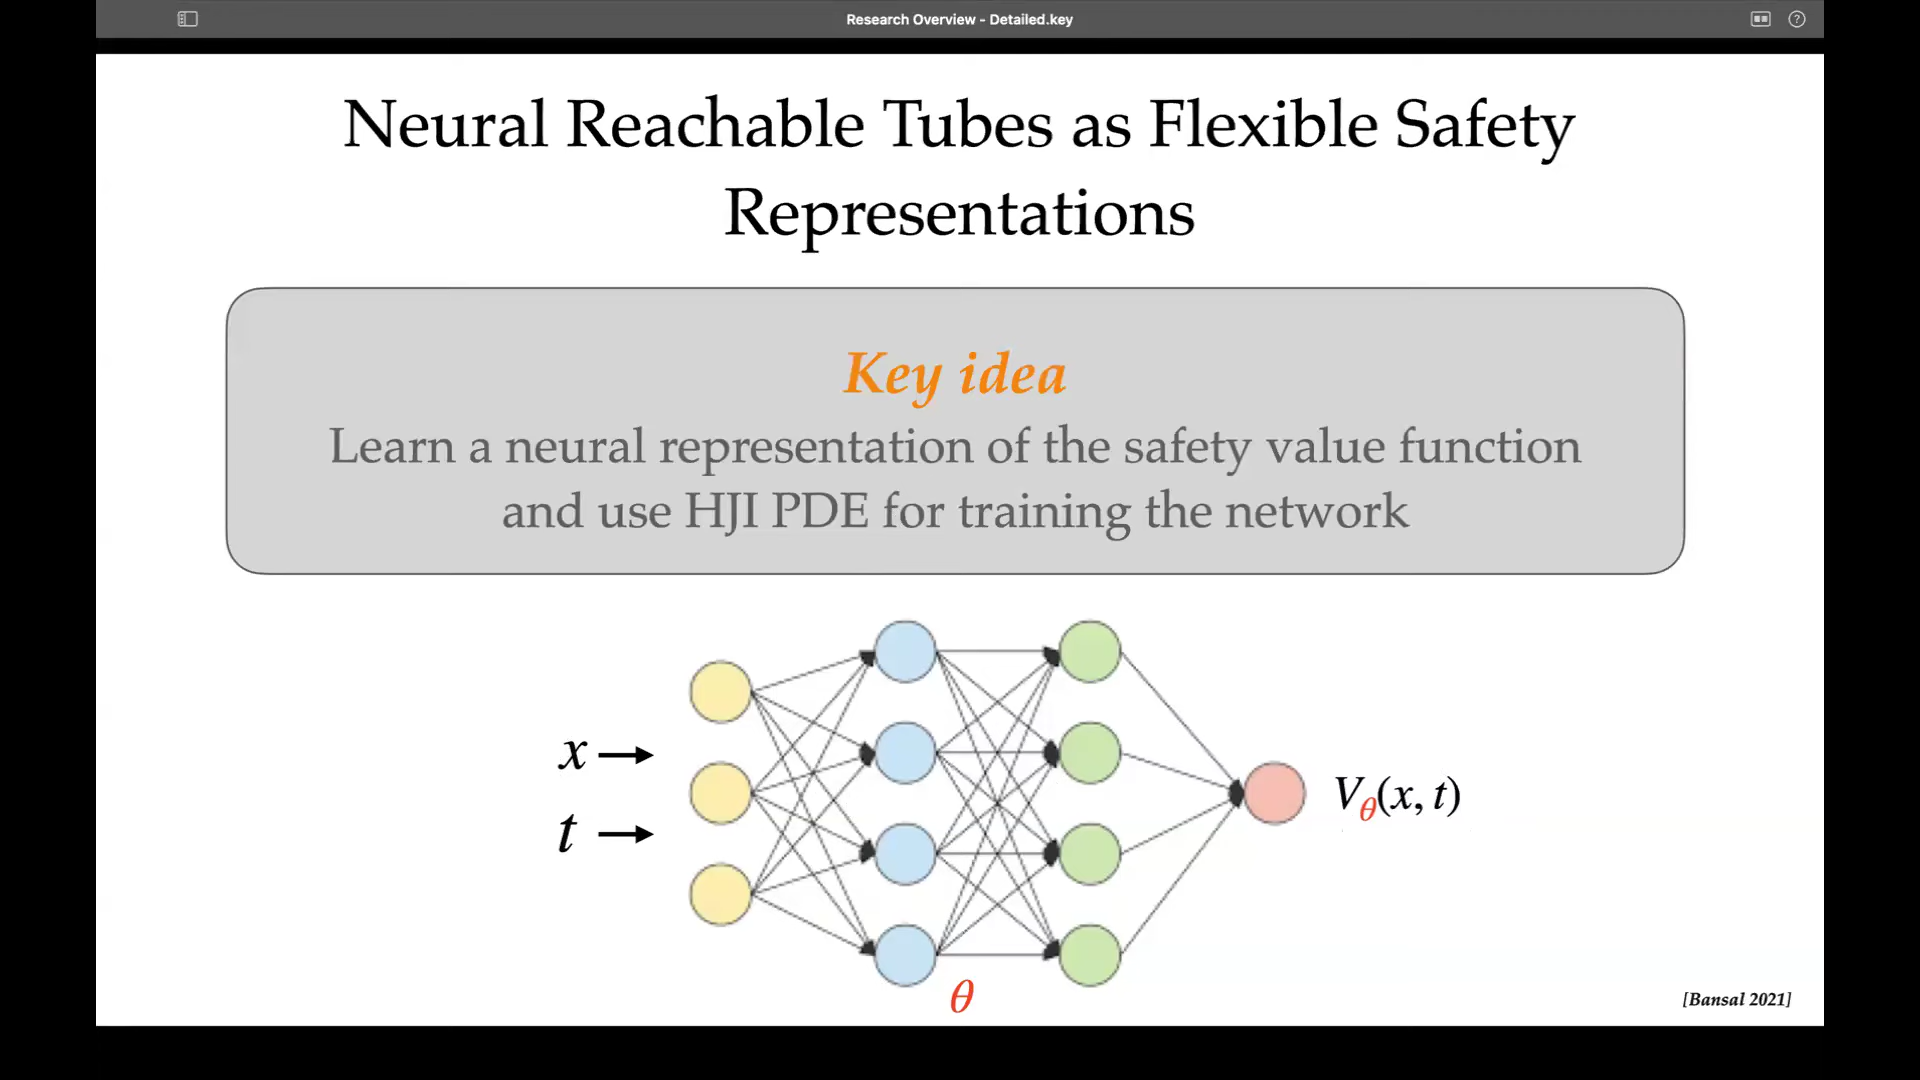 Research Overview - Detailed.key
Neural Reachable Tubes as Flexible Safety
Representations
Key idea
Learn a neural representation of the safety value function
and use HJI PDE for training the network
x
t
V_θ(x, t)
θ
[Bansal 2021]